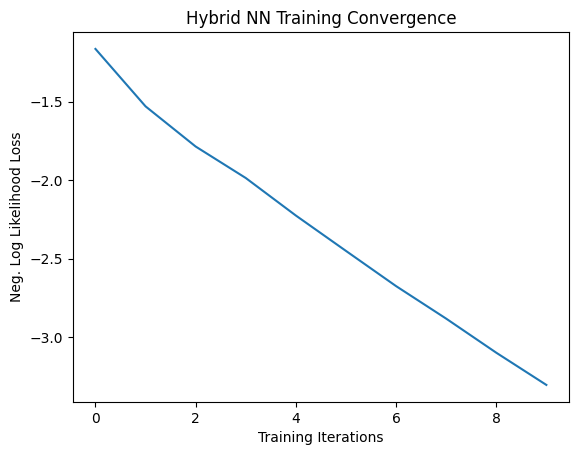 Hybrid NN Training Convergence
Neg. Log Likelihood Loss
−1.5
−2.0
−2.5
−3.0
0 2 4 6 8
Training Iterations